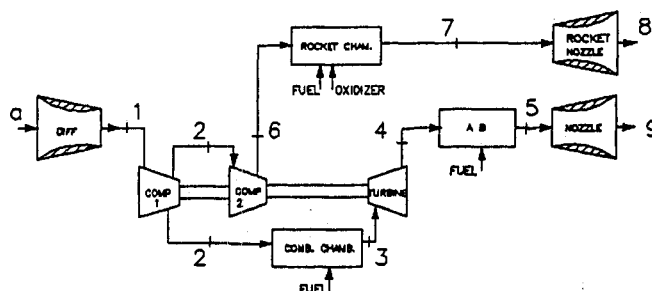 ROCKET CHAM.
7
ROCKET
NOZZLE
8
FUEL OXIDIZER
a
DIFF
1
2
6
4
A B
5
NOZZLE
9
FUEL
COMP
1
COMP
2
TURBINE
2
COMB. CHAMB.
3
FUEL